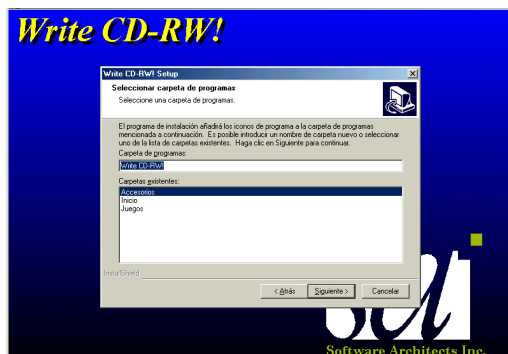 Write CD-RW!
Write CD-RW! Setup
Seleccionar carpeta de programas
Seleccione una carpeta de programas.
El programa de instalación añadirá los iconos de programa a la carpeta de programas
mencionada a continuación. Es posible introducir un nombre de carpeta nuevo o seleccionar
uno de la lista de carpetas existentes. Haga clic en Siguiente para continuar.
Carpeta de programas:
Write CD-RW!
Carpetas existentes:
Accesorios
Inicio
Juegos
InstallShield
< Atrás Siguiente > Cancelar
sai
Software Architects Inc.